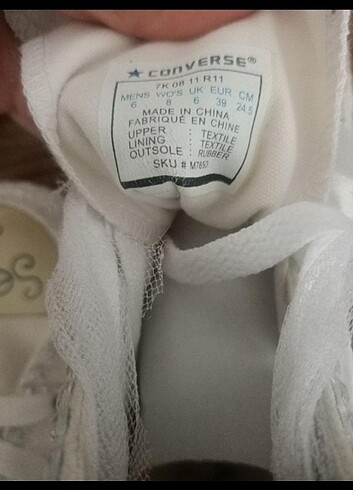 ★ CONVERSE®
7K 08 11 R11
MENS WO'S UK EUR CM
6 8 6 39 24.5
MADE IN CHINA
FABRIQUÉ EN CHINE
UPPER : TEXTILE
LINING : TEXTILE
OUTSOLE : RUBBER
SKU # M7652